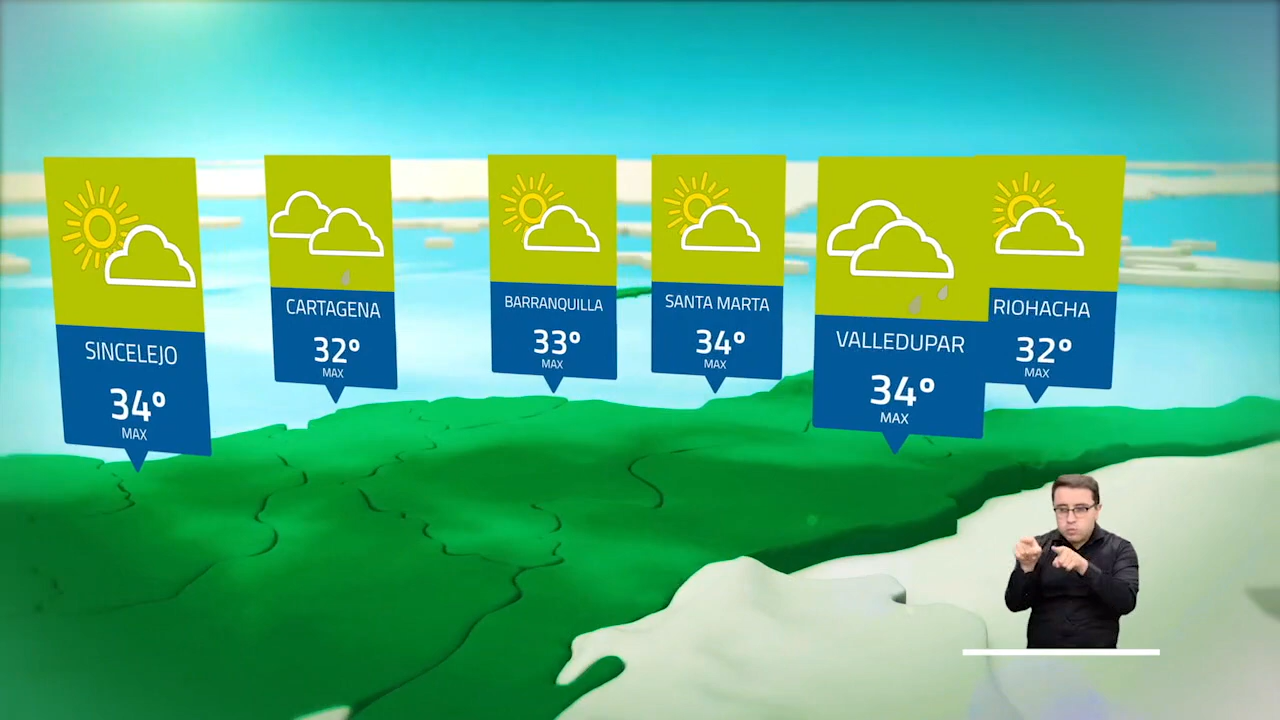 SINCELEJO
34º
MAX
CARTAGENA
32º
MAX
BARRANQUILLA
33º
MAX
SANTA MARTA
34º
MAX
VALLEDUPAR
34º
MAX
RIOHACHA
32º
MAX